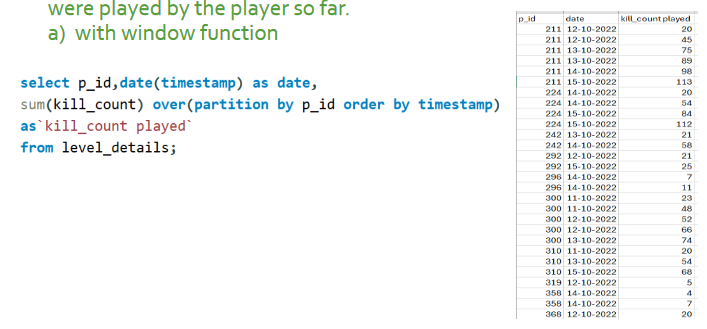 were played by the player so far.
a) with window function
select p_id,date(timestamp) as date,
sum(kill_count) over(partition by p_id order by timestamp)
as`kill_count played`
from level_details;
p_id date kill_count played
211 12-10-2022 20
211 12-10-2022 45
211 13-10-2022 75
211 13-10-2022 89
211 14-10-2022 98
211 15-10-2022 113
224 14-10-2022 20
224 14-10-2022 54
224 15-10-2022 84
224 15-10-2022 112
242 13-10-2022 21
242 14-10-2022 58
292 12-10-2022 21
292 15-10-2022 25
296 14-10-2022 7
296 14-10-2022 11
300 11-10-2022 23
300 11-10-2022 48
300 12-10-2022 52
300 12-10-2022 66
300 13-10-2022 74
310 11-10-2022 20
310 13-10-2022 54
310 15-10-2022 68
319 12-10-2022 5
358 14-10-2022 4
358 14-10-2022 7
368 12-10-2022 20